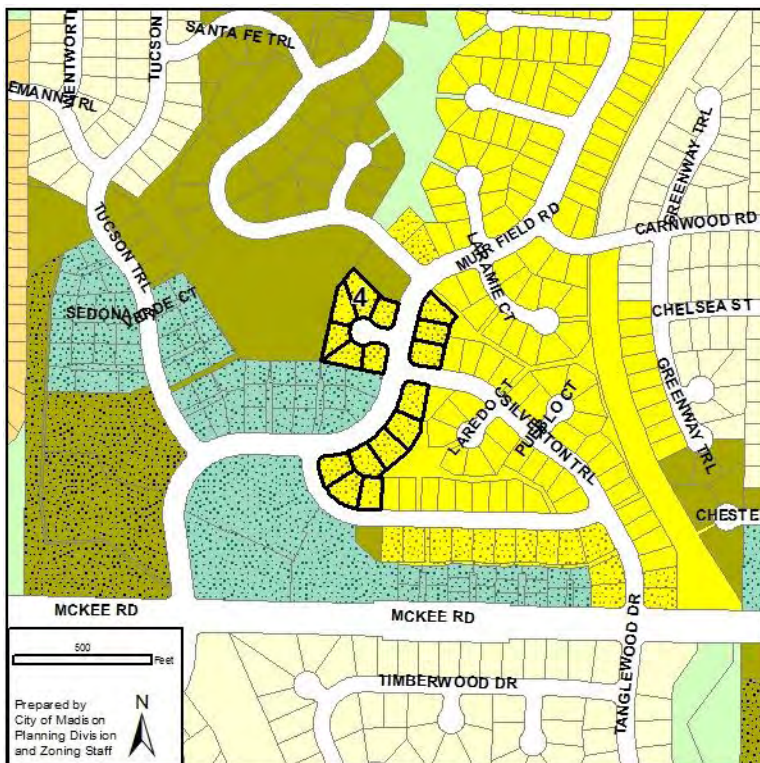 WENTWORTH
TUCSON
SANTA FE TRL
EMANN TRL
GREENWAY TRL
CARNWOOD RD
MUIR FIELD RD
TUCSON TRL
LARAMIE CT
SEDONA
VERDE CT
4
CHELSEA ST
GREENWAY TRL
LAREDO CT
SILVERTON TRL
PUEBLO CT
CHESTE
MCKEE RD
MCKEE RD
TANGLEWOOD DR
TIMBERWOOD DR
500
Feet
Prepared by
City of Madison
Planning Division
and Zoning Staff
N